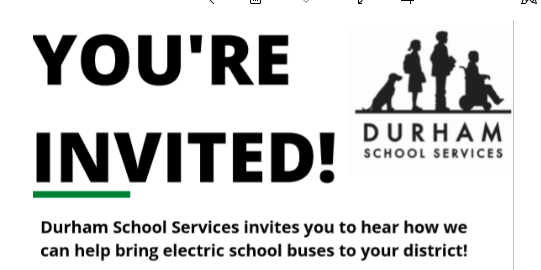 YOU'RE
INVITED!
DURHAM
SCHOOL SERVICES
Durham School Services invites you to hear how we
can help bring electric school buses to your district!